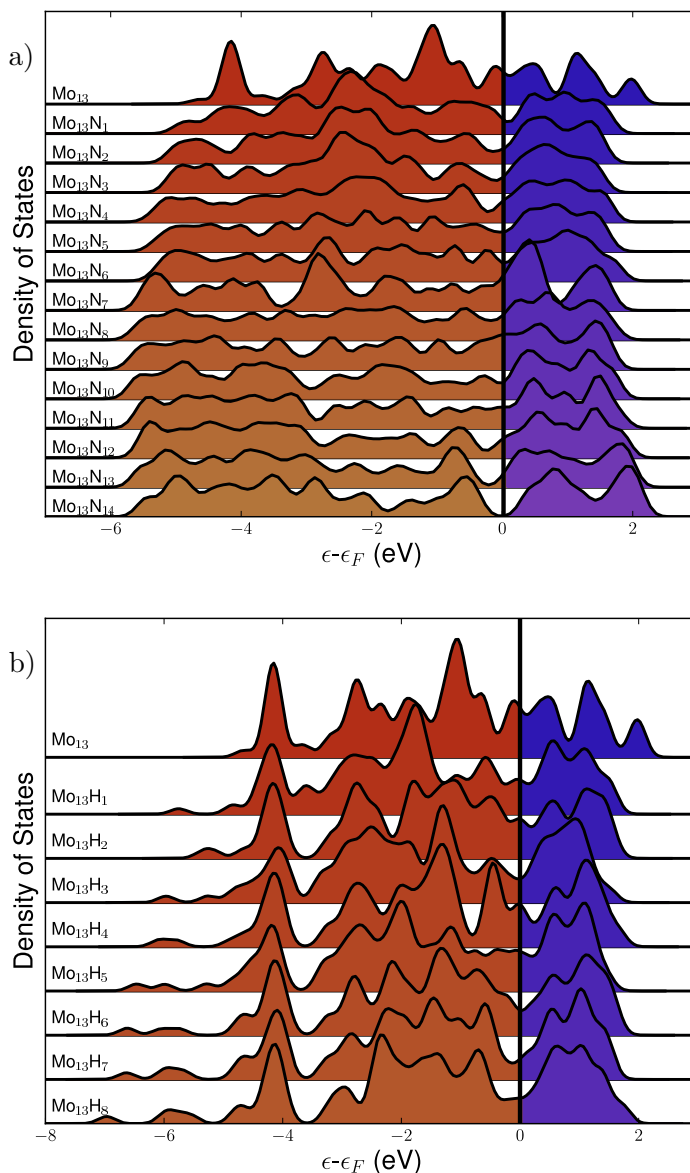 a)
Density of States
Mo₁₃
Mo₁₃N₁
Mo₁₃N₂
Mo₁₃N₃
Mo₁₃N₄
Mo₁₃N₅
Mo₁₃N₆
Mo₁₃N₇
Mo₁₃N₈
Mo₁₃N₉
Mo₁₃N₁₀
Mo₁₃N₁₁
Mo₁₃N₁₂
Mo₁₃N₁₃
Mo₁₃N₁₄
−6 −4 −2 0 2
ϵ-ϵ_F (eV)
b)
Density of States
Mo₁₃
Mo₁₃H₁
Mo₁₃H₂
Mo₁₃H₃
Mo₁₃H₄
Mo₁₃H₅
Mo₁₃H₆
Mo₁₃H₇
Mo₁₃H₈
−8 −6 −4 −2 0 2
ϵ-ϵ_F (eV)